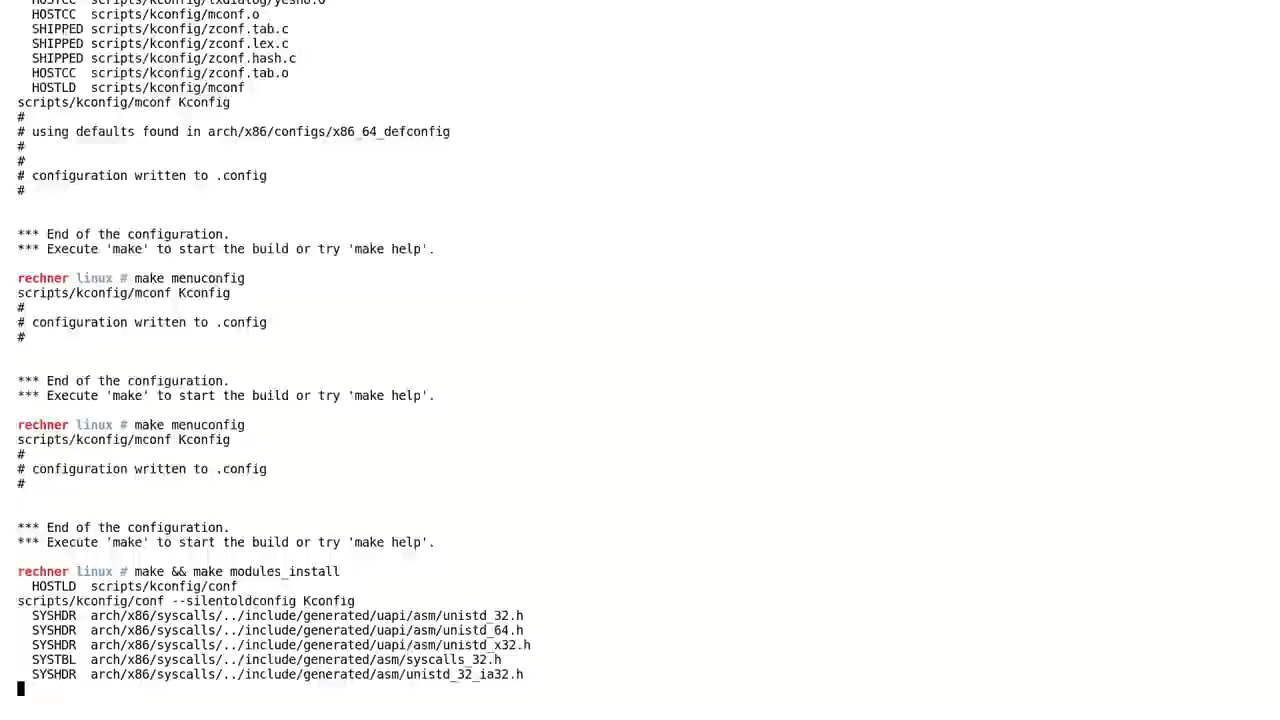 HOSTCC scripts/kconfig/lxdialog/yesno.o
HOSTCC scripts/kconfig/mconf.o
SHIPPED scripts/kconfig/zconf.tab.c
SHIPPED scripts/kconfig/zconf.lex.c
SHIPPED scripts/kconfig/zconf.hash.c
HOSTCC scripts/kconfig/zconf.tab.o
HOSTLD scripts/kconfig/mconf
scripts/kconfig/mconf Kconfig
#
# using defaults found in arch/x86/configs/x86_64_defconfig
#
#
# configuration written to .config
#
*** End of the configuration.
*** Execute 'make' to start the build or try 'make help'.
rechner linux # make menuconfig
scripts/kconfig/mconf Kconfig
#
# configuration written to .config
#
*** End of the configuration.
*** Execute 'make' to start the build or try 'make help'.
rechner linux # make menuconfig
scripts/kconfig/mconf Kconfig
#
# configuration written to .config
#
*** End of the configuration.
*** Execute 'make' to start the build or try 'make help'.
rechner linux # make && make modules_install
HOSTLD scripts/kconfig/conf
scripts/kconfig/conf --silentoldconfig Kconfig
SYSHDR arch/x86/syscalls/../include/generated/uapi/asm/unistd_32.h
SYSHDR arch/x86/syscalls/../include/generated/uapi/asm/unistd_64.h
SYSHDR arch/x86/syscalls/../include/generated/uapi/asm/unistd_x32.h
SYSTBL arch/x86/syscalls/../include/generated/asm/syscalls_32.h
SYSHDR arch/x86/syscalls/../include/generated/asm/unistd_32_ia32.h